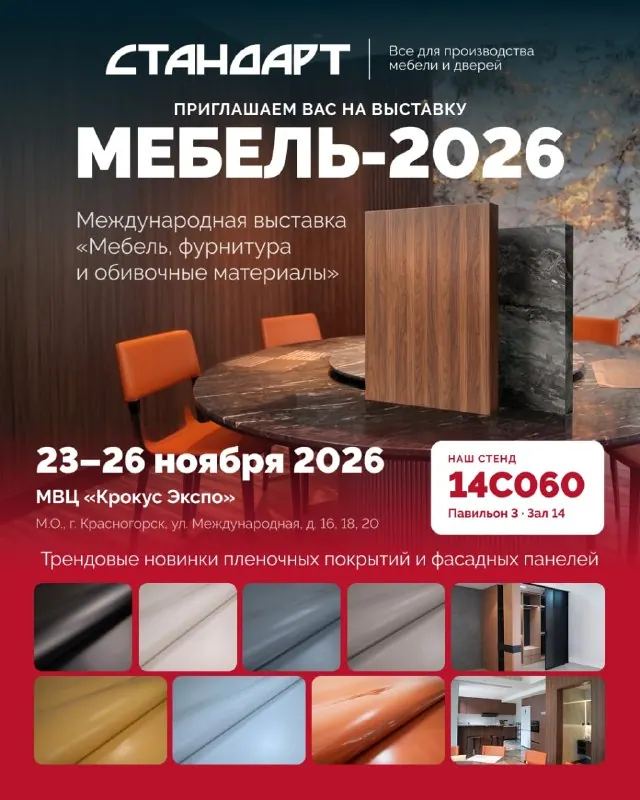 СТАНДАРТ
Все для производства
мебели и дверей
ПРИГЛАШАЕМ ВАС НА ВЫСТАВКУ
МЕБЕЛЬ-2026
Международная выставка
«Мебель, фурнитура
и обивочные материалы»
23–26 ноября 2026
МВЦ «Крокус Экспо»
М.О., г. Красногорск, ул. Международная, д. 16, 18, 20
НАШ СТЕНД
14C060
Павильон 3 · Зал 14
Трендовые новинки пленочных покрытий и фасадных панелей